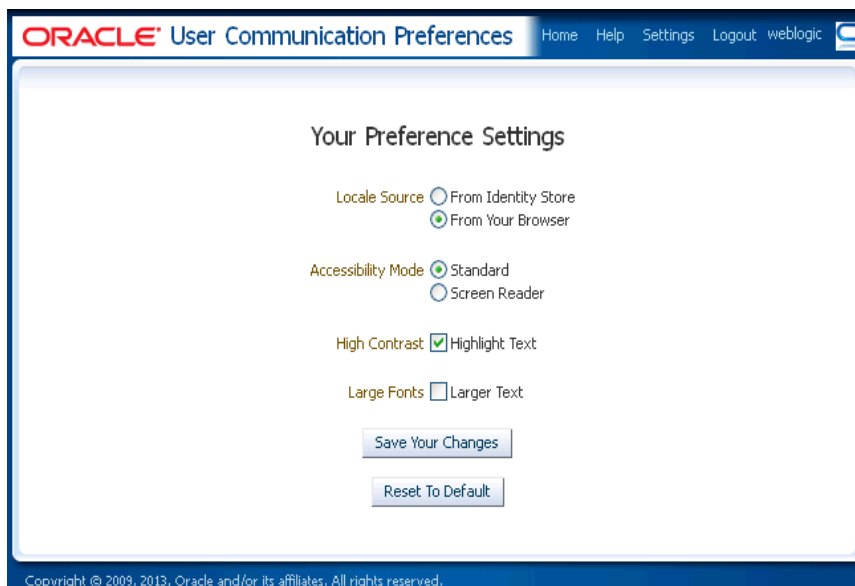 ORACLE User Communication Preferences Home Help Settings Logout weblogic
Your Preference Settings
Locale Source From Identity Store
From Your Browser
Accessibility Mode Standard
Screen Reader
High Contrast Highlight Text
Large Fonts Larger Text
Save Your Changes
Reset To Default
Copyright © 2009, 2013, Oracle and/or its affiliates. All rights reserved.